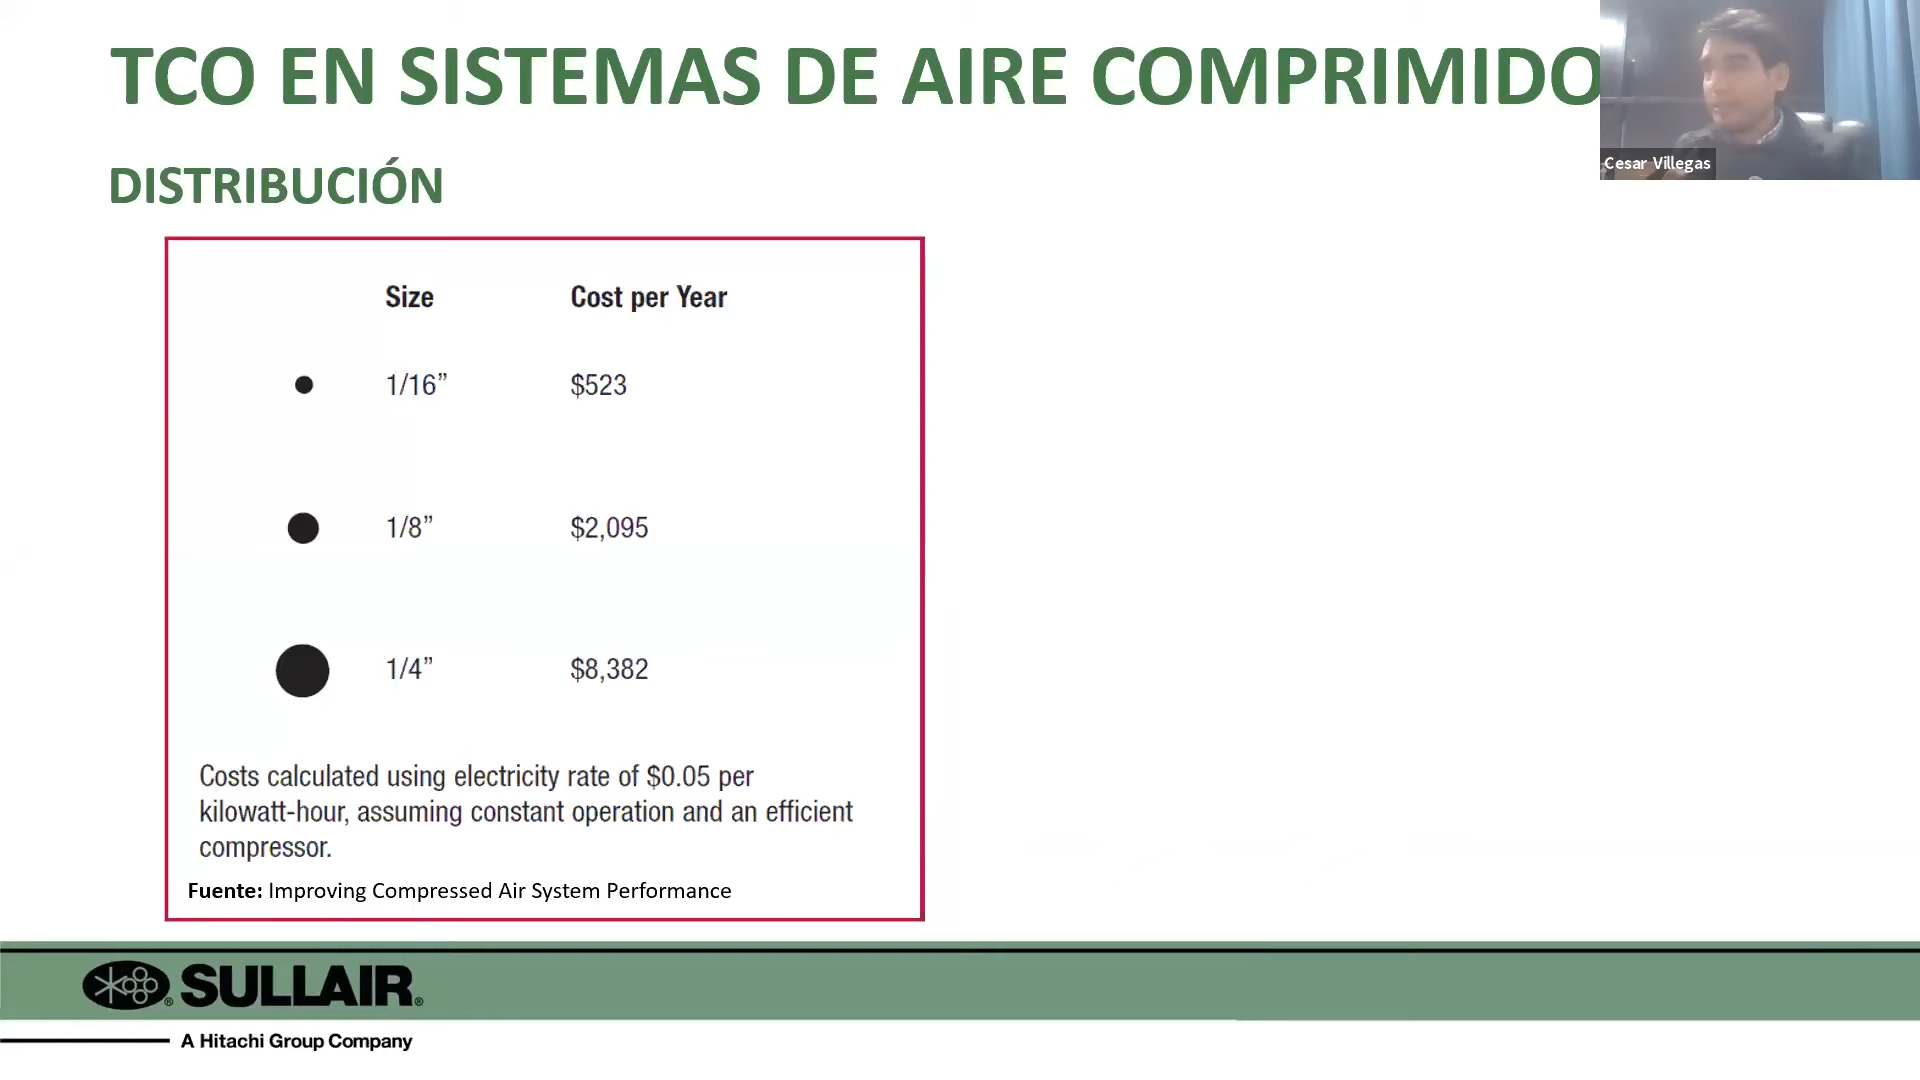 TCO EN SISTEMAS DE AIRE COMPRIMIDO
Cesar Villegas
DISTRIBUCIÓN
Size Cost per Year
1/16” $523
1/8” $2,095
1/4” $8,382
Costs calculated using electricity rate of $0.05 per
kilowatt-hour, assuming constant operation and an efficient
compressor.
Fuente: Improving Compressed Air System Performance
SULLAIR®
A Hitachi Group Company